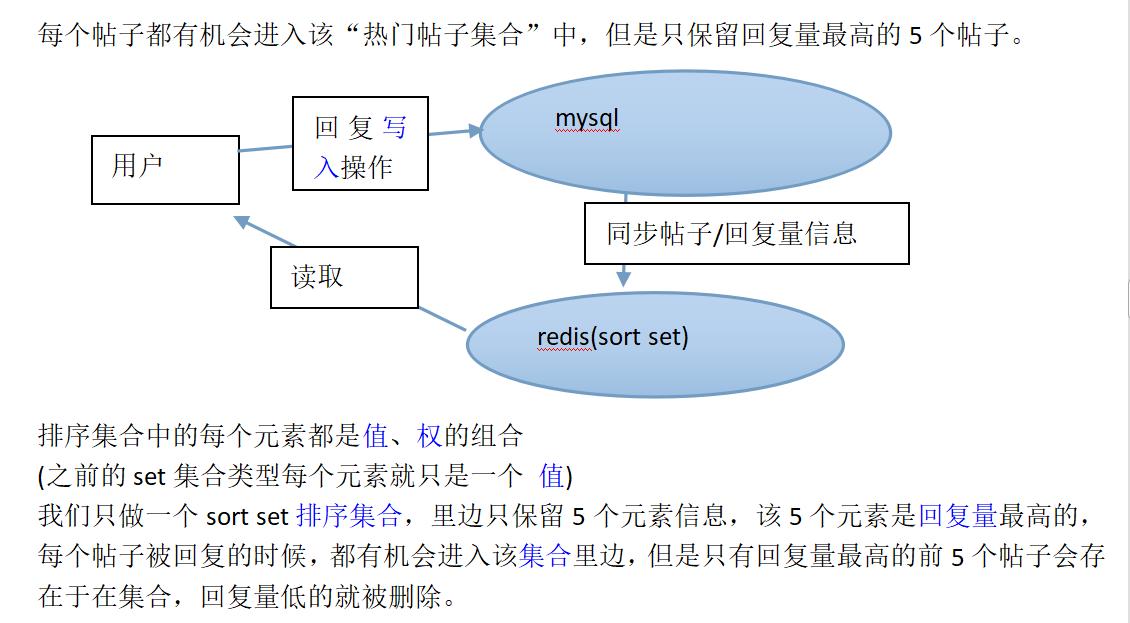 每个帖子都有机会进入该“热门帖子集合”中，但是只保留回复量最高的 5 个帖子。
用户
回 复 写
入操作
mysql
同步帖子/回复量信息
读取
redis(sort set)
排序集合中的每个元素都是值、权的组合
(之前的 set 集合类型每个元素就只是一个 值)
我们只做一个 sort set 排序集合，里边只保留 5 个元素信息，该 5 个元素是回复量最高的，
每个帖子被回复的时候，都有机会进入该集合里边，但是只有回复量最高的前 5 个帖子会存
在于在集合，回复量低的就被删除。